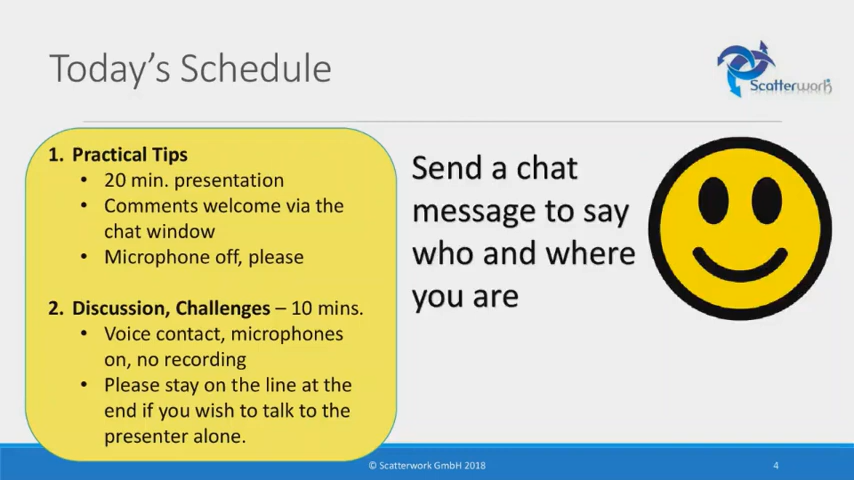 Today's Schedule
Scatterwork
1. Practical Tips
• 20 min. presentation
• Comments welcome via the
chat window
• Microphone off, please
2. Discussion, Challenges – 10 mins.
• Voice contact, microphones
on, no recording
• Please stay on the line at the
end if you wish to talk to the
presenter alone.
Send a chat
message to say
who and where
you are
© Scatterwork GmbH 2018
4